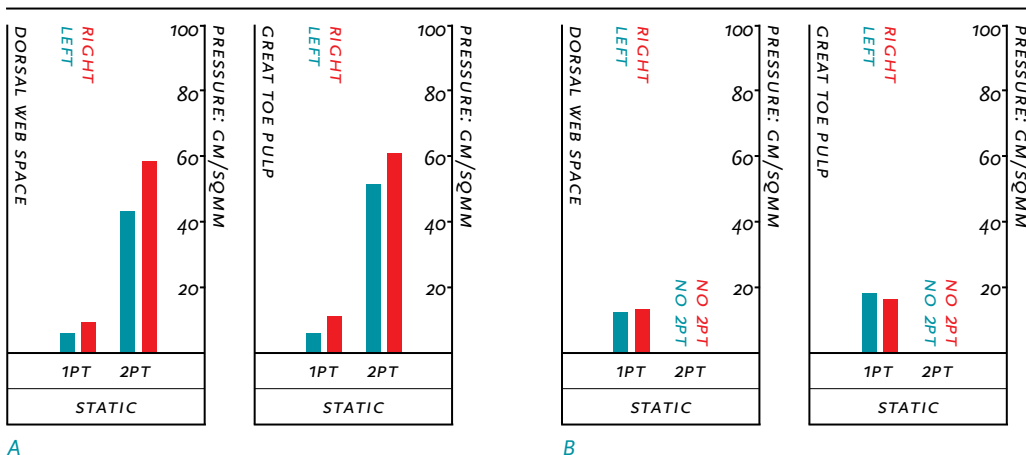 DORSAL WEB SPACE
LEFT
RIGHT
100
80
60
40
20
PRESSURE: GM/SQMM
1PT 2PT
STATIC
GREAT TOE PULP
LEFT
RIGHT
100
80
60
40
20
PRESSURE: GM/SQMM
1PT 2PT
STATIC
A
DORSAL WEB SPACE
LEFT
RIGHT
100
80
60
40
20
PRESSURE: GM/SQMM
NO 2PT
NO 2PT
1PT 2PT
STATIC
GREAT TOE PULP
LEFT
RIGHT
100
80
60
40
20
PRESSURE: GM/SQMM
NO 2PT
NO 2PT
1PT 2PT
STATIC
B